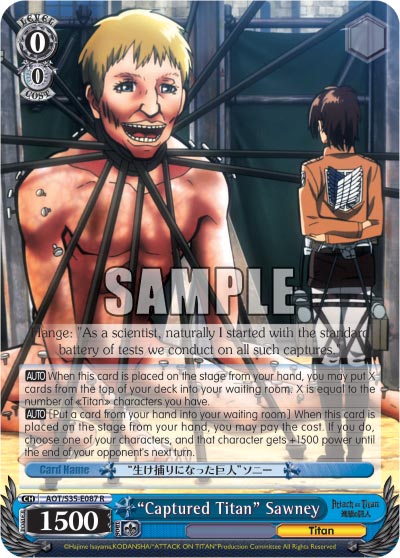 LEVEL
0
0
COST
SAMPLE
Hange: "As a scientist, naturally I started with the standard
battery of tests we conduct on all such captures."
AUTO When this card is placed on the stage from your hand, you may put X
cards from the top of your deck into your waiting room. X is equal to the
number of «Titan» characters you have.
AUTO [Put a card from your hand into your waiting room] When this card is
placed on the stage from your hand, you may pay the cost. If you do,
choose one of your characters, and that character gets +1500 power until
the end of your opponent's next turn.
Card Name
"生け捕りになった巨人" ソニー
CH AOT/S35-E087 R
POWER
1500
SOUL
"Captured Titan" Sawney
Attack on Titan
進撃の巨人
Titan
©Hajime Isayama,KODANSHA/"ATTACK ON TITAN"Production Committee All Rights Reserved